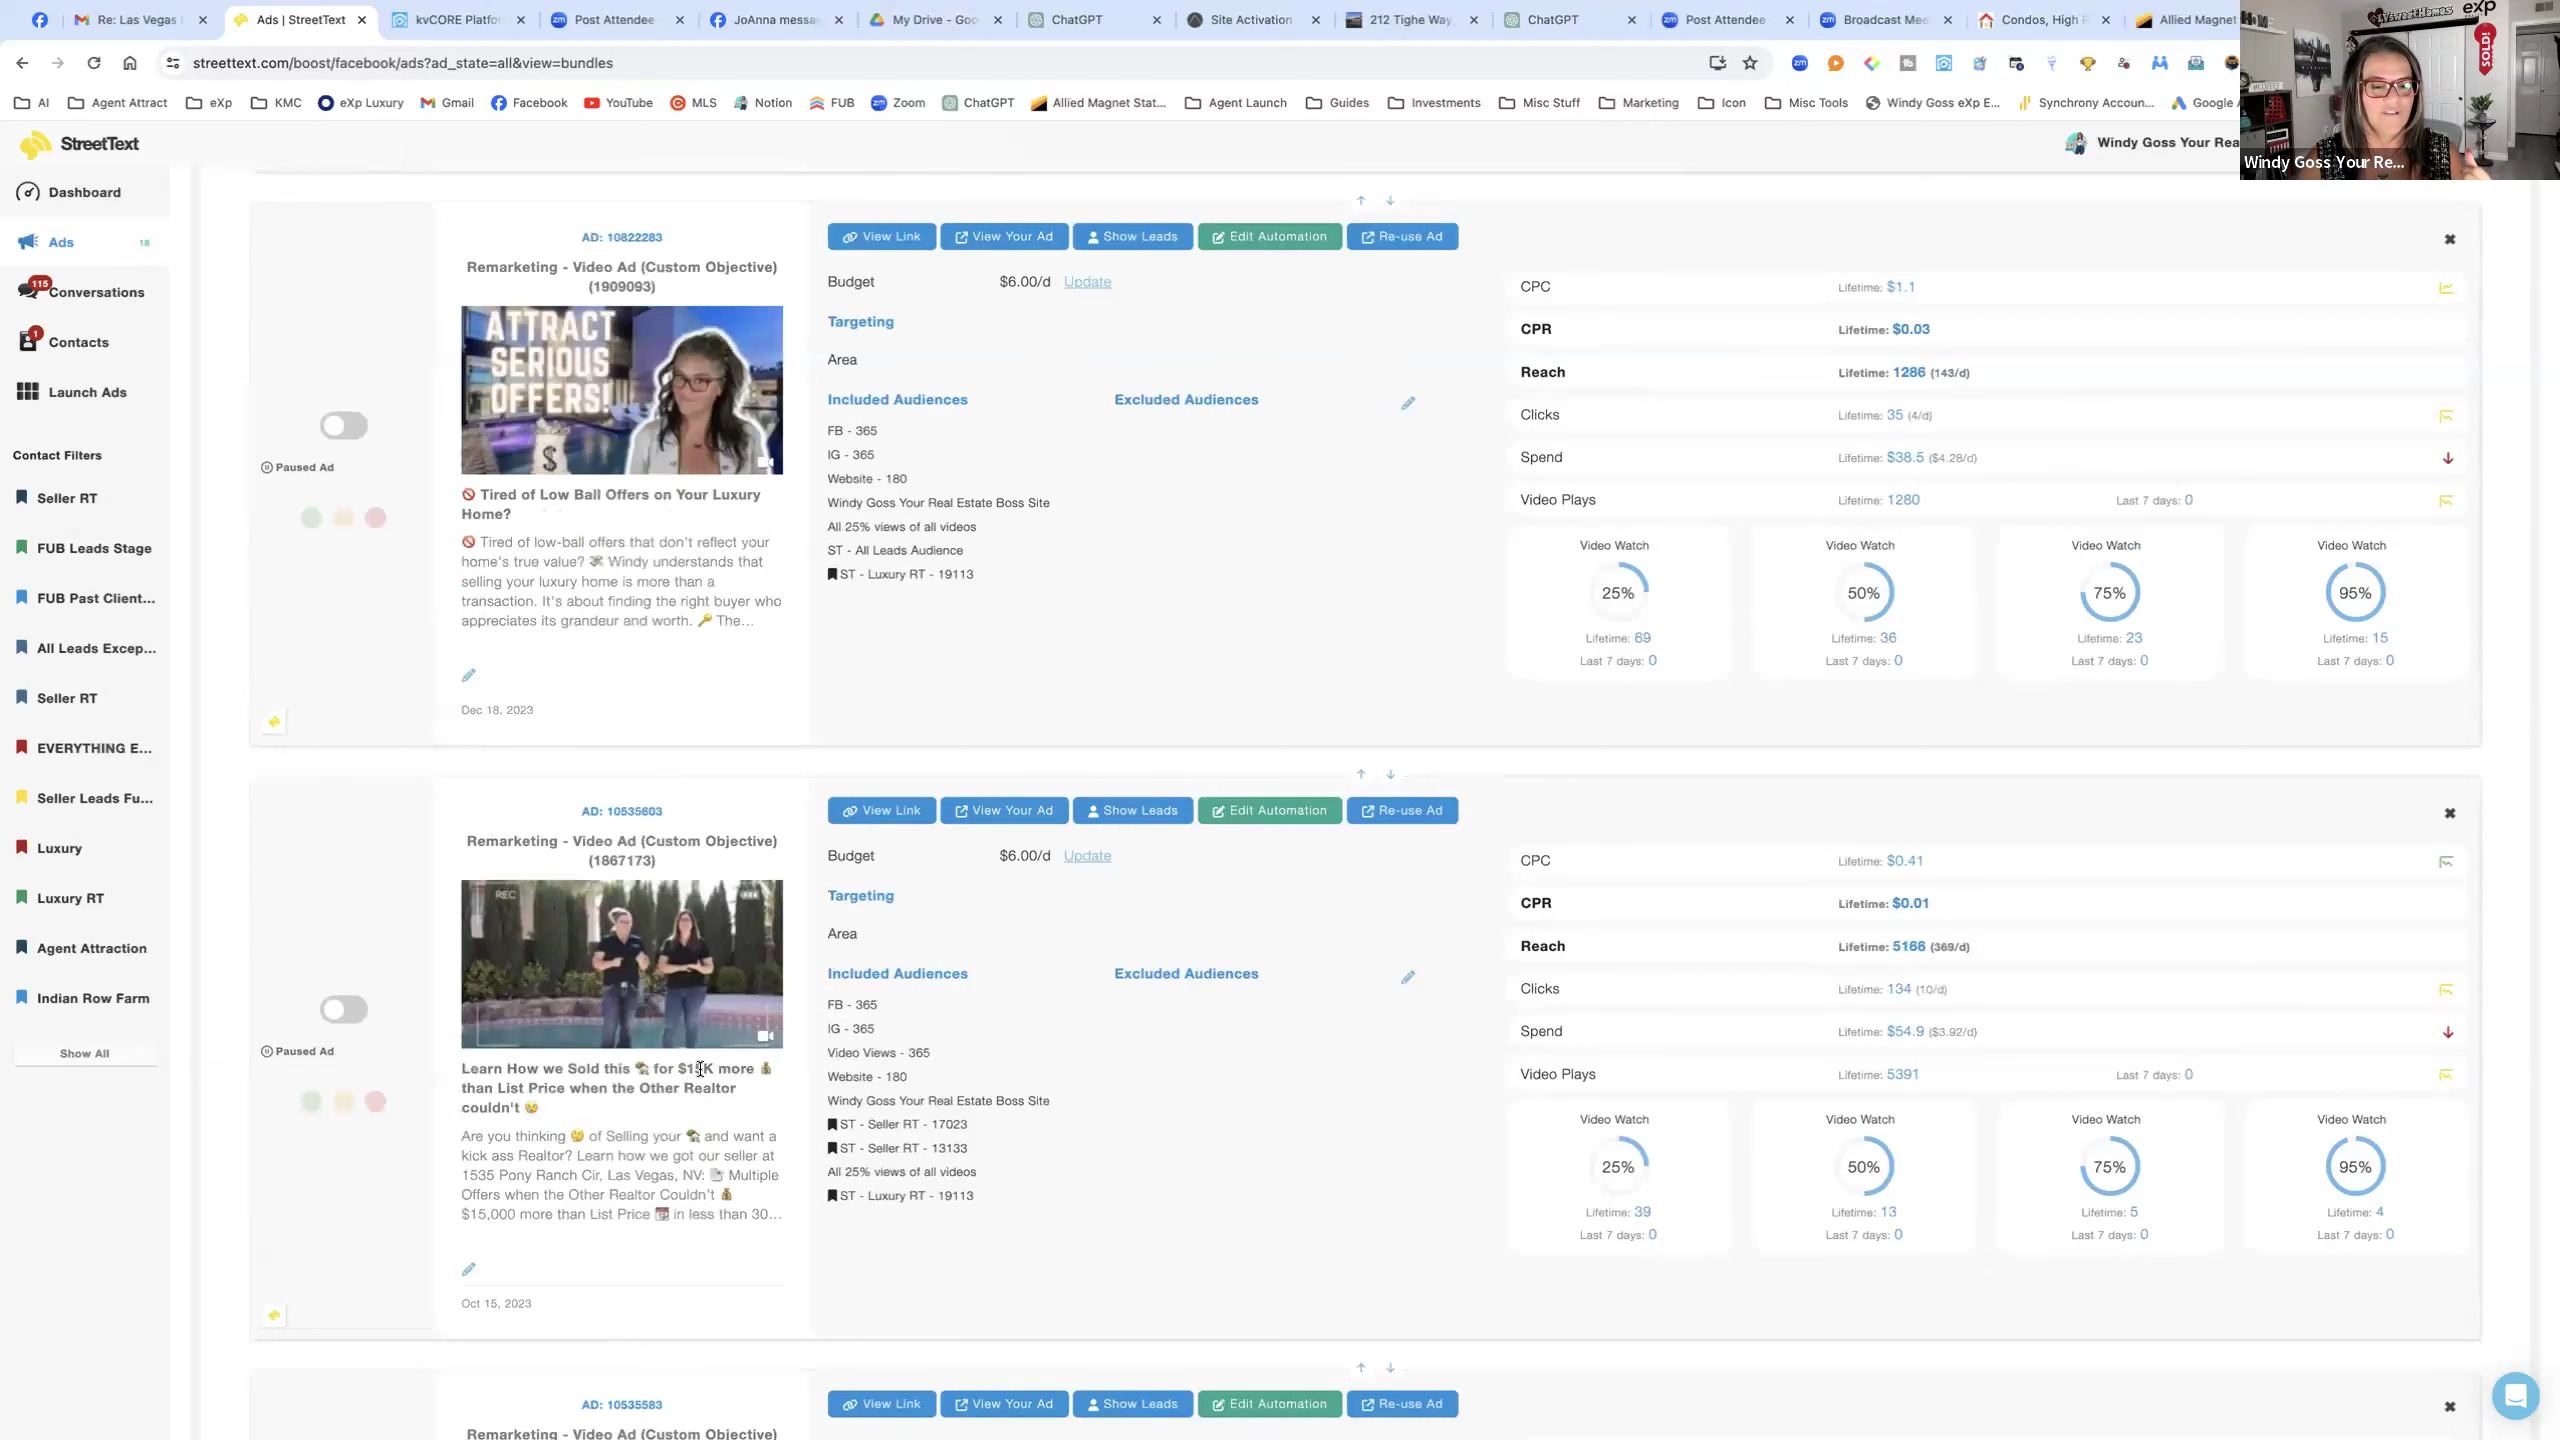 Re: Las Vegas
Ads | StreetText
kvCORE Platfo
Post Attendee
JoAnna messa
My Drive - Goo
ChatGPT
Site Activation
212 Tighe Way,
ChatGPT
Post Attendee
Broadcast Mee
Condos, High R
Allied Magnet
streettext.com/boost/facebook/ads?ad_state=all&view=bundles
AI
Agent Attract
eXp
KMC
eXp Luxury
Gmail
Facebook
YouTube
MLS
Notion
FUB
Zoom
ChatGPT
Allied Magnet Stat...
Agent Launch
Guides
Investments
Misc Stuff
Marketing
Icon
Misc Tools
Windy Goss eXp E...
Synchrony Accoun...
Google A
eXp
SOLD!
Windy Goss Your Re...
StreetText
Windy Goss Your Rea
Dashboard
Ads 18
115
Conversations
1
Contacts
Launch Ads
Contact Filters
Seller RT
FUB Leads Stage
FUB Past Client...
All Leads Excep...
Seller RT
EVERYTHING E...
Seller Leads Fu...
Luxury
Luxury RT
Agent Attraction
Indian Row Farm
Show All
Paused Ad
AD: 10822283
Remarketing - Video Ad (Custom Objective)
(1909093)
ATTRACT
SERIOUS
OFFERS!
$
🚫 Tired of Low Ball Offers on Your Luxury
Home?
🚫 Tired of low-ball offers that don't reflect your
home's true value? 💸 Windy understands that
selling your luxury home is more than a
transaction. It's about finding the right buyer who
appreciates its grandeur and worth. 🔑 The...
Dec 18, 2023
View Link
View Your Ad
Show Leads
Edit Automation
Re-use Ad
Budget $6.00/d Update
Targeting
Area
Included Audiences
Excluded Audiences
FB - 365
IG - 365
Website - 180
Windy Goss Your Real Estate Boss Site
All 25% views of all videos
ST - All Leads Audience
ST - Luxury RT - 19113
CPC Lifetime: $1.1
CPR Lifetime: $0.03
Reach Lifetime: 1286 (143/d)
Clicks Lifetime: 35 (4/d)
Spend Lifetime: $38.5 ($4.28/d)
Video Plays Lifetime: 1280 Last 7 days: 0
Video Watch
25%
Lifetime: 69
Last 7 days: 0
Video Watch
50%
Lifetime: 36
Last 7 days: 0
Video Watch
75%
Lifetime: 23
Last 7 days: 0
Video Watch
95%
Lifetime: 15
Last 7 days: 0
Paused Ad
AD: 10535603
Remarketing - Video Ad (Custom Objective)
(1867173)
REC
Learn How we Sold this 🏡 for $15K more 💰
than List Price when the Other Realtor
couldn't 😢
Are you thinking 🤔 of Selling your 🏡 and want a
kick ass Realtor? Learn how we got our seller at
1535 Pony Ranch Cir, Las Vegas, NV: 📑 Multiple
Offers when the Other Realtor Couldn't 💰
$15,000 more than List Price 📆 in less than 30...
Oct 15, 2023
View Link
View Your Ad
Show Leads
Edit Automation
Re-use Ad
Budget $6.00/d Update
Targeting
Area
Included Audiences
Excluded Audiences
FB - 365
IG - 365
Video Views - 365
Website - 180
Windy Goss Your Real Estate Boss Site
ST - Seller RT - 17023
ST - Seller RT - 13133
All 25% views of all videos
ST - Luxury RT - 19113
CPC Lifetime: $0.41
CPR Lifetime: $0.01
Reach Lifetime: 5168 (369/d)
Clicks Lifetime: 134 (10/d)
Spend Lifetime: $54.9 ($3.92/d)
Video Plays Lifetime: 5391 Last 7 days: 0
Video Watch
25%
Lifetime: 39
Last 7 days: 0
Video Watch
50%
Lifetime: 13
Last 7 days: 0
Video Watch
75%
Lifetime: 5
Last 7 days: 0
Video Watch
95%
Lifetime: 4
Last 7 days: 0
AD: 10535583
Remarketing - Video Ad (Custom Objective)
View Link
View Your Ad
Show Leads
Edit Automation
Re-use Ad